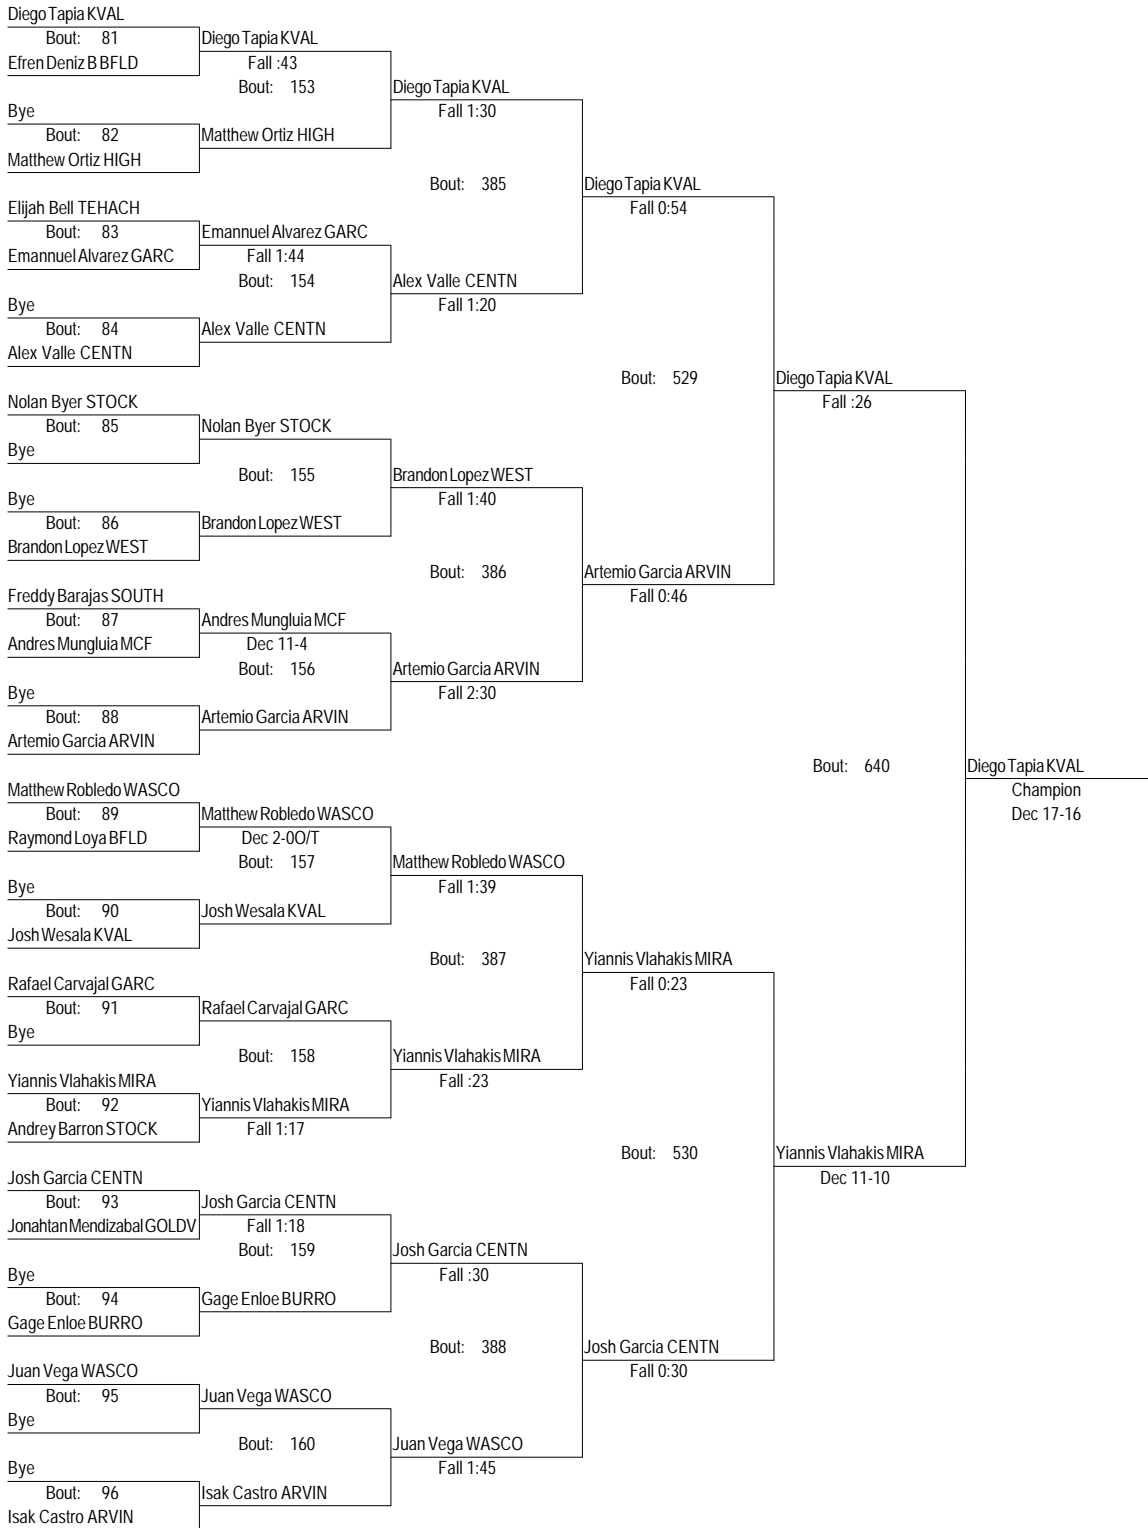 Diego Tapia KVAL
Bout: 81
Diego Tapia KVAL
Efren Deniz B BFLD
Fall :43
Bout: 153
Diego Tapia KVAL
Bye
Fall 1:30
Bout: 82
Matthew Ortiz HIGH
Matthew Ortiz HIGH
Bout: 385
Diego Tapia KVAL
Elijah Bell TEHACH
Fall 0:54
Bout: 83
Emannuel Alvarez GARC
Emannuel Alvarez GARC
Fall 1:44
Bout: 154
Alex Valle CENTN
Bye
Fall 1:20
Bout: 84
Alex Valle CENTN
Alex Valle CENTN
Bout: 529
Diego Tapia KVAL
Nolan Byer STOCK
Fall :26
Bout: 85
Nolan Byer STOCK
Bye
Bout: 155
Brandon Lopez WEST
Bye
Fall 1:40
Bout: 86
Brandon Lopez WEST
Brandon Lopez WEST
Bout: 386
Artemio Garcia ARVIN
Freddy Barajas SOUTH
Fall 0:46
Bout: 87
Andres Mungluia MCF
Andres Mungluia MCF
Dec 11-4
Bout: 156
Artemio Garcia ARVIN
Bye
Fall 2:30
Bout: 88
Artemio Garcia ARVIN
Artemio Garcia ARVIN
Bout: 640
Diego Tapia KVAL
Matthew Robledo WASCO
Champion
Bout: 89
Matthew Robledo WASCO
Dec 17-16
Raymond Loya BFLD
Dec 2-0O/T
Bout: 157
Matthew Robledo WASCO
Bye
Fall 1:39
Bout: 90
Josh Wesala KVAL
Josh Wesala KVAL
Bout: 387
Yiannis Vlahakis MIRA
Rafael Carvajal GARC
Fall 0:23
Bout: 91
Rafael Carvajal GARC
Bye
Bout: 158
Yiannis Vlahakis MIRA
Yiannis Vlahakis MIRA
Fall :23
Bout: 92
Yiannis Vlahakis MIRA
Andrey Barron STOCK
Fall 1:17
Bout: 530
Yiannis Vlahakis MIRA
Josh Garcia CENTN
Dec 11-10
Bout: 93
Josh Garcia CENTN
Jonahtan Mendizabal GOLDV
Fall 1:18
Bout: 159
Josh Garcia CENTN
Bye
Fall :30
Bout: 94
Gage Enloe BURRO
Gage Enloe BURRO
Bout: 388
Josh Garcia CENTN
Juan Vega WASCO
Fall 0:30
Bout: 95
Juan Vega WASCO
Bye
Bout: 160
Juan Vega WASCO
Bye
Fall 1:45
Bout: 96
Isak Castro ARVIN
Isak Castro ARVIN